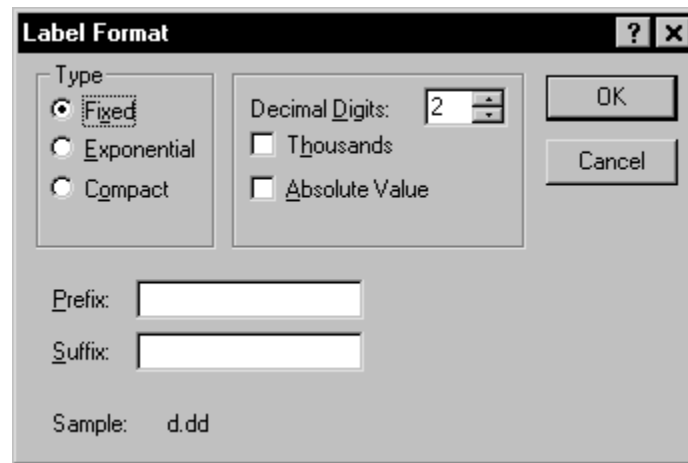 Label Format
Type
Fixed
Exponential
Compact
Decimal Digits: 2
Thousands
Absolute Value
OK
Cancel
Prefix:
Suffix:
Sample: d.dd